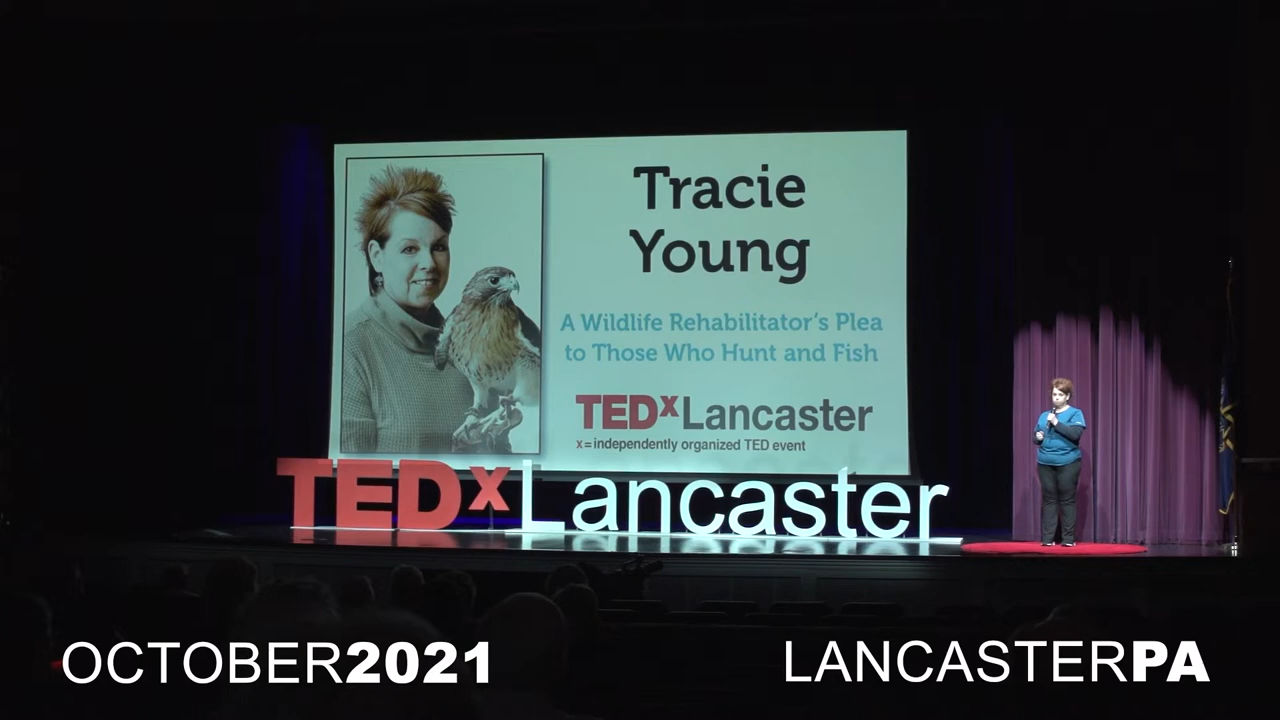 Tracie
Young
A Wildlife Rehabilitator's Plea
to Those Who Hunt and Fish
TEDxLancaster
x = independently organized TED event
TEDxLancaster
OCTOBER2021
LANCASTERPA